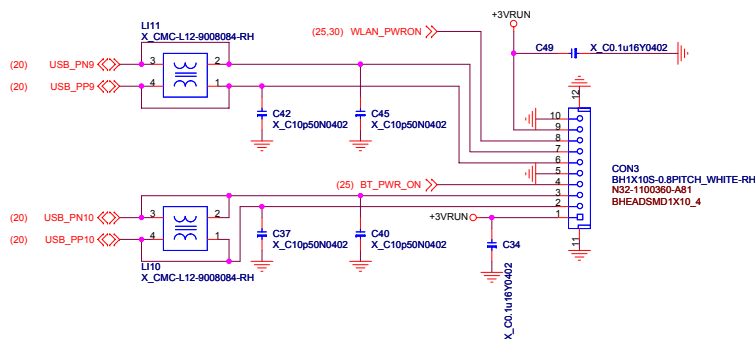 LI11
X_CMC-L12-9008084-RH
(20) USB_PN9 3 2
(20) USB_PP9 4 1
(25,30) WLAN_PWRON
+3VRUN
C49 X_C0.1u16Y0402
C42
X_C10p50N0402
C45
X_C10p50N0402
12
10
9
8
7
6
5
4
3
2
1
11
CON3
BH1X10S-0.8PITCH_WHITE-RH
N32-1100360-A81
BHEADSMD1X10_4
(25) BT_PWR_ON
(20) USB_PN10 3 2
(20) USB_PP10 4 1
LI10
X_CMC-L12-9008084-RH
C37
X_C10p50N0402
C40
X_C10p50N0402
+3VRUN
C34
X_C0.1u16Y0402